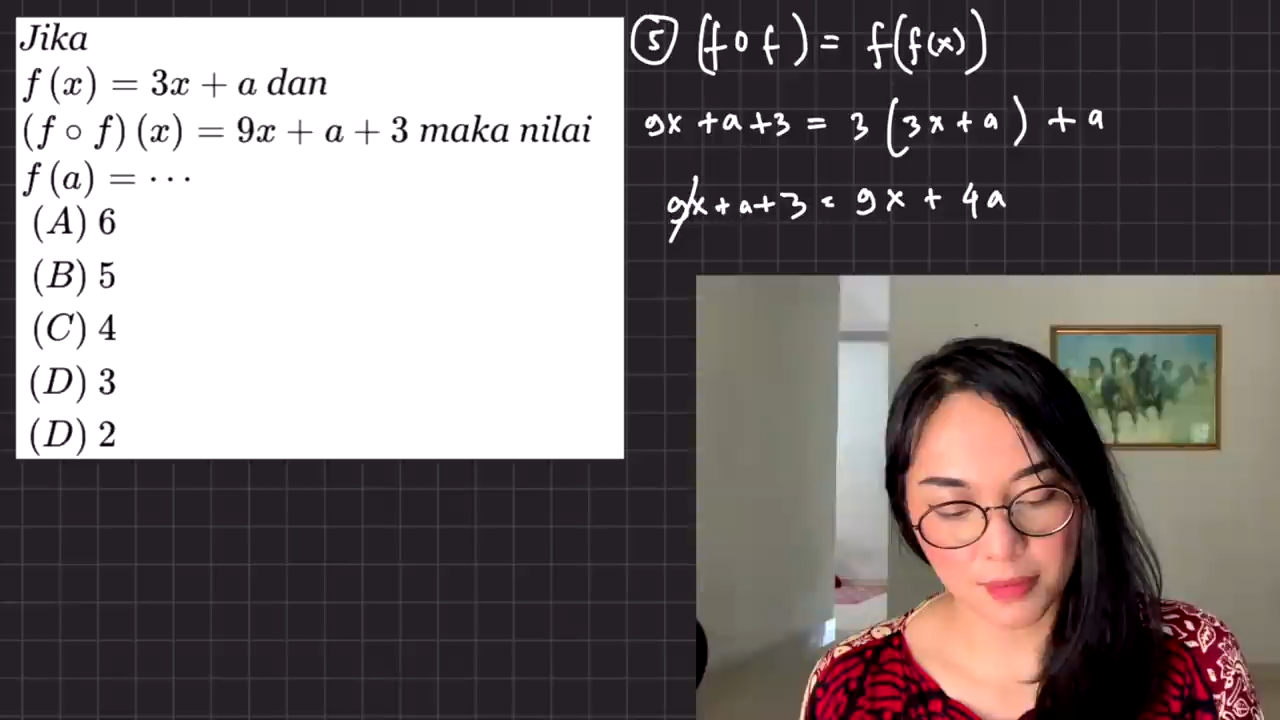 Jika
f (x) = 3x + a dan
(f ∘ f) (x) = 9x + a + 3 maka nilai
f (a) = ⋯
(A) 6
(B) 5
(C) 4
(D) 3
(D) 2
5 (f o f) = f(f(x))
9x + a + 3 = 3 (3x + a) + a
9x + a + 3 = 9x + 4a